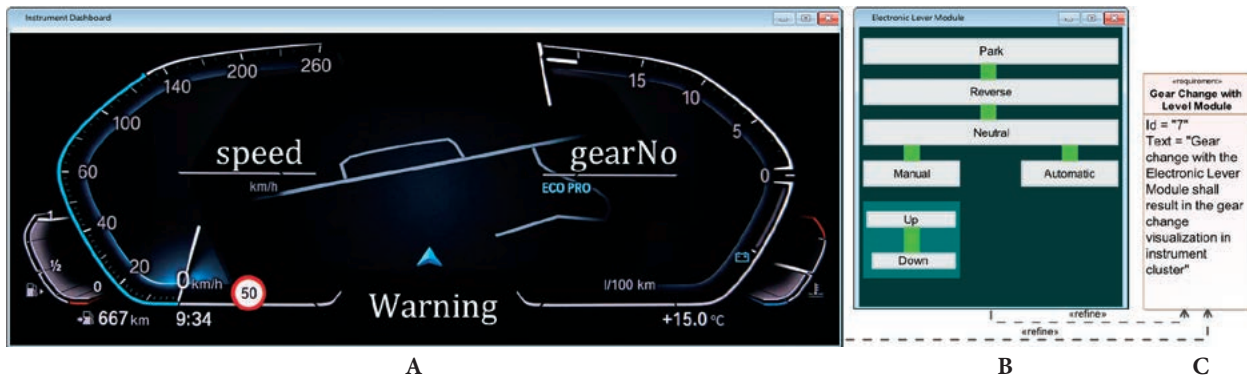 Instrument Dashboard
260
200
140
100
60
40
20
0 km/h
speed
km/h
50
1
½
0
667 km
9:34
Warning
gearNo
ECO PRO
15
10
5
0
l/100 km
+15.0 °C
A
Electronic Lever Module
Park
Reverse
Neutral
Manual
Automatic
Up
Down
B
«requirement»
Gear Change with
Level Module
Id = "7"
Text = "Gear
change with the
Electronic Lever
Module shall
result in the gear
change
visualization in
instrument
cluster"
«refine»
«refine»
C